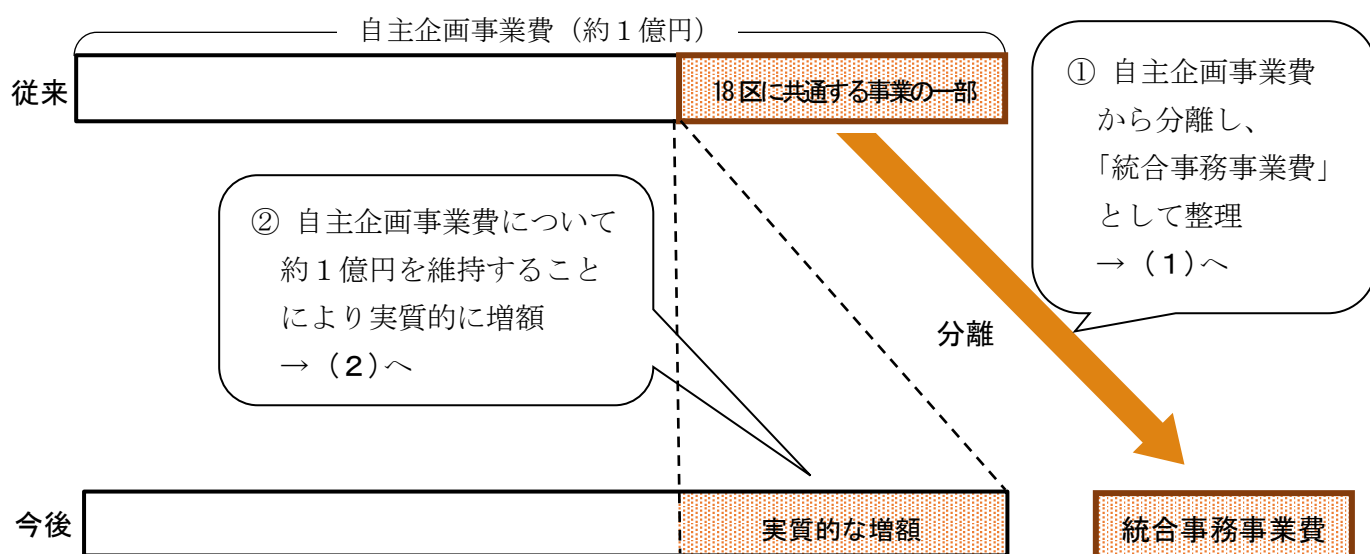 自主企画事業費（約１億円）
従来
18区に共通する事業の一部
① 自主企画事業費
から分離し、
「統合事務事業費」
として整理
→（１）へ
② 自主企画事業費について
約１億円を維持すること
により実質的に増額
→（２）へ
分離
今後
実質的な増額
統合事務事業費